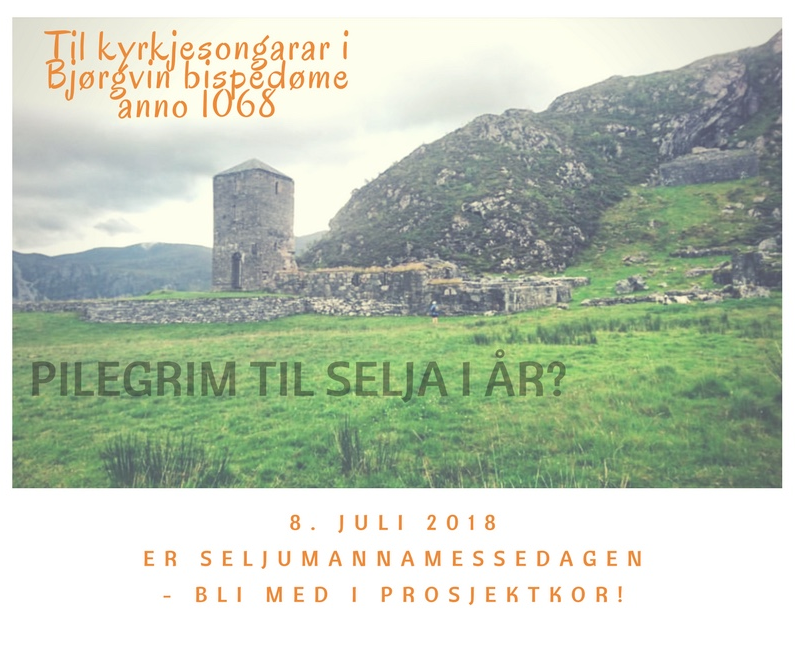 Til kyrkjesongarar i
Bjørgvin bispedøme
anno 1068
PILEGRIM TIL SELJA I ÅR?
8. JULI 2018
ER SELJUMANNAMESSEDAGEN
- BLI MED I PROSJEKTKOR!